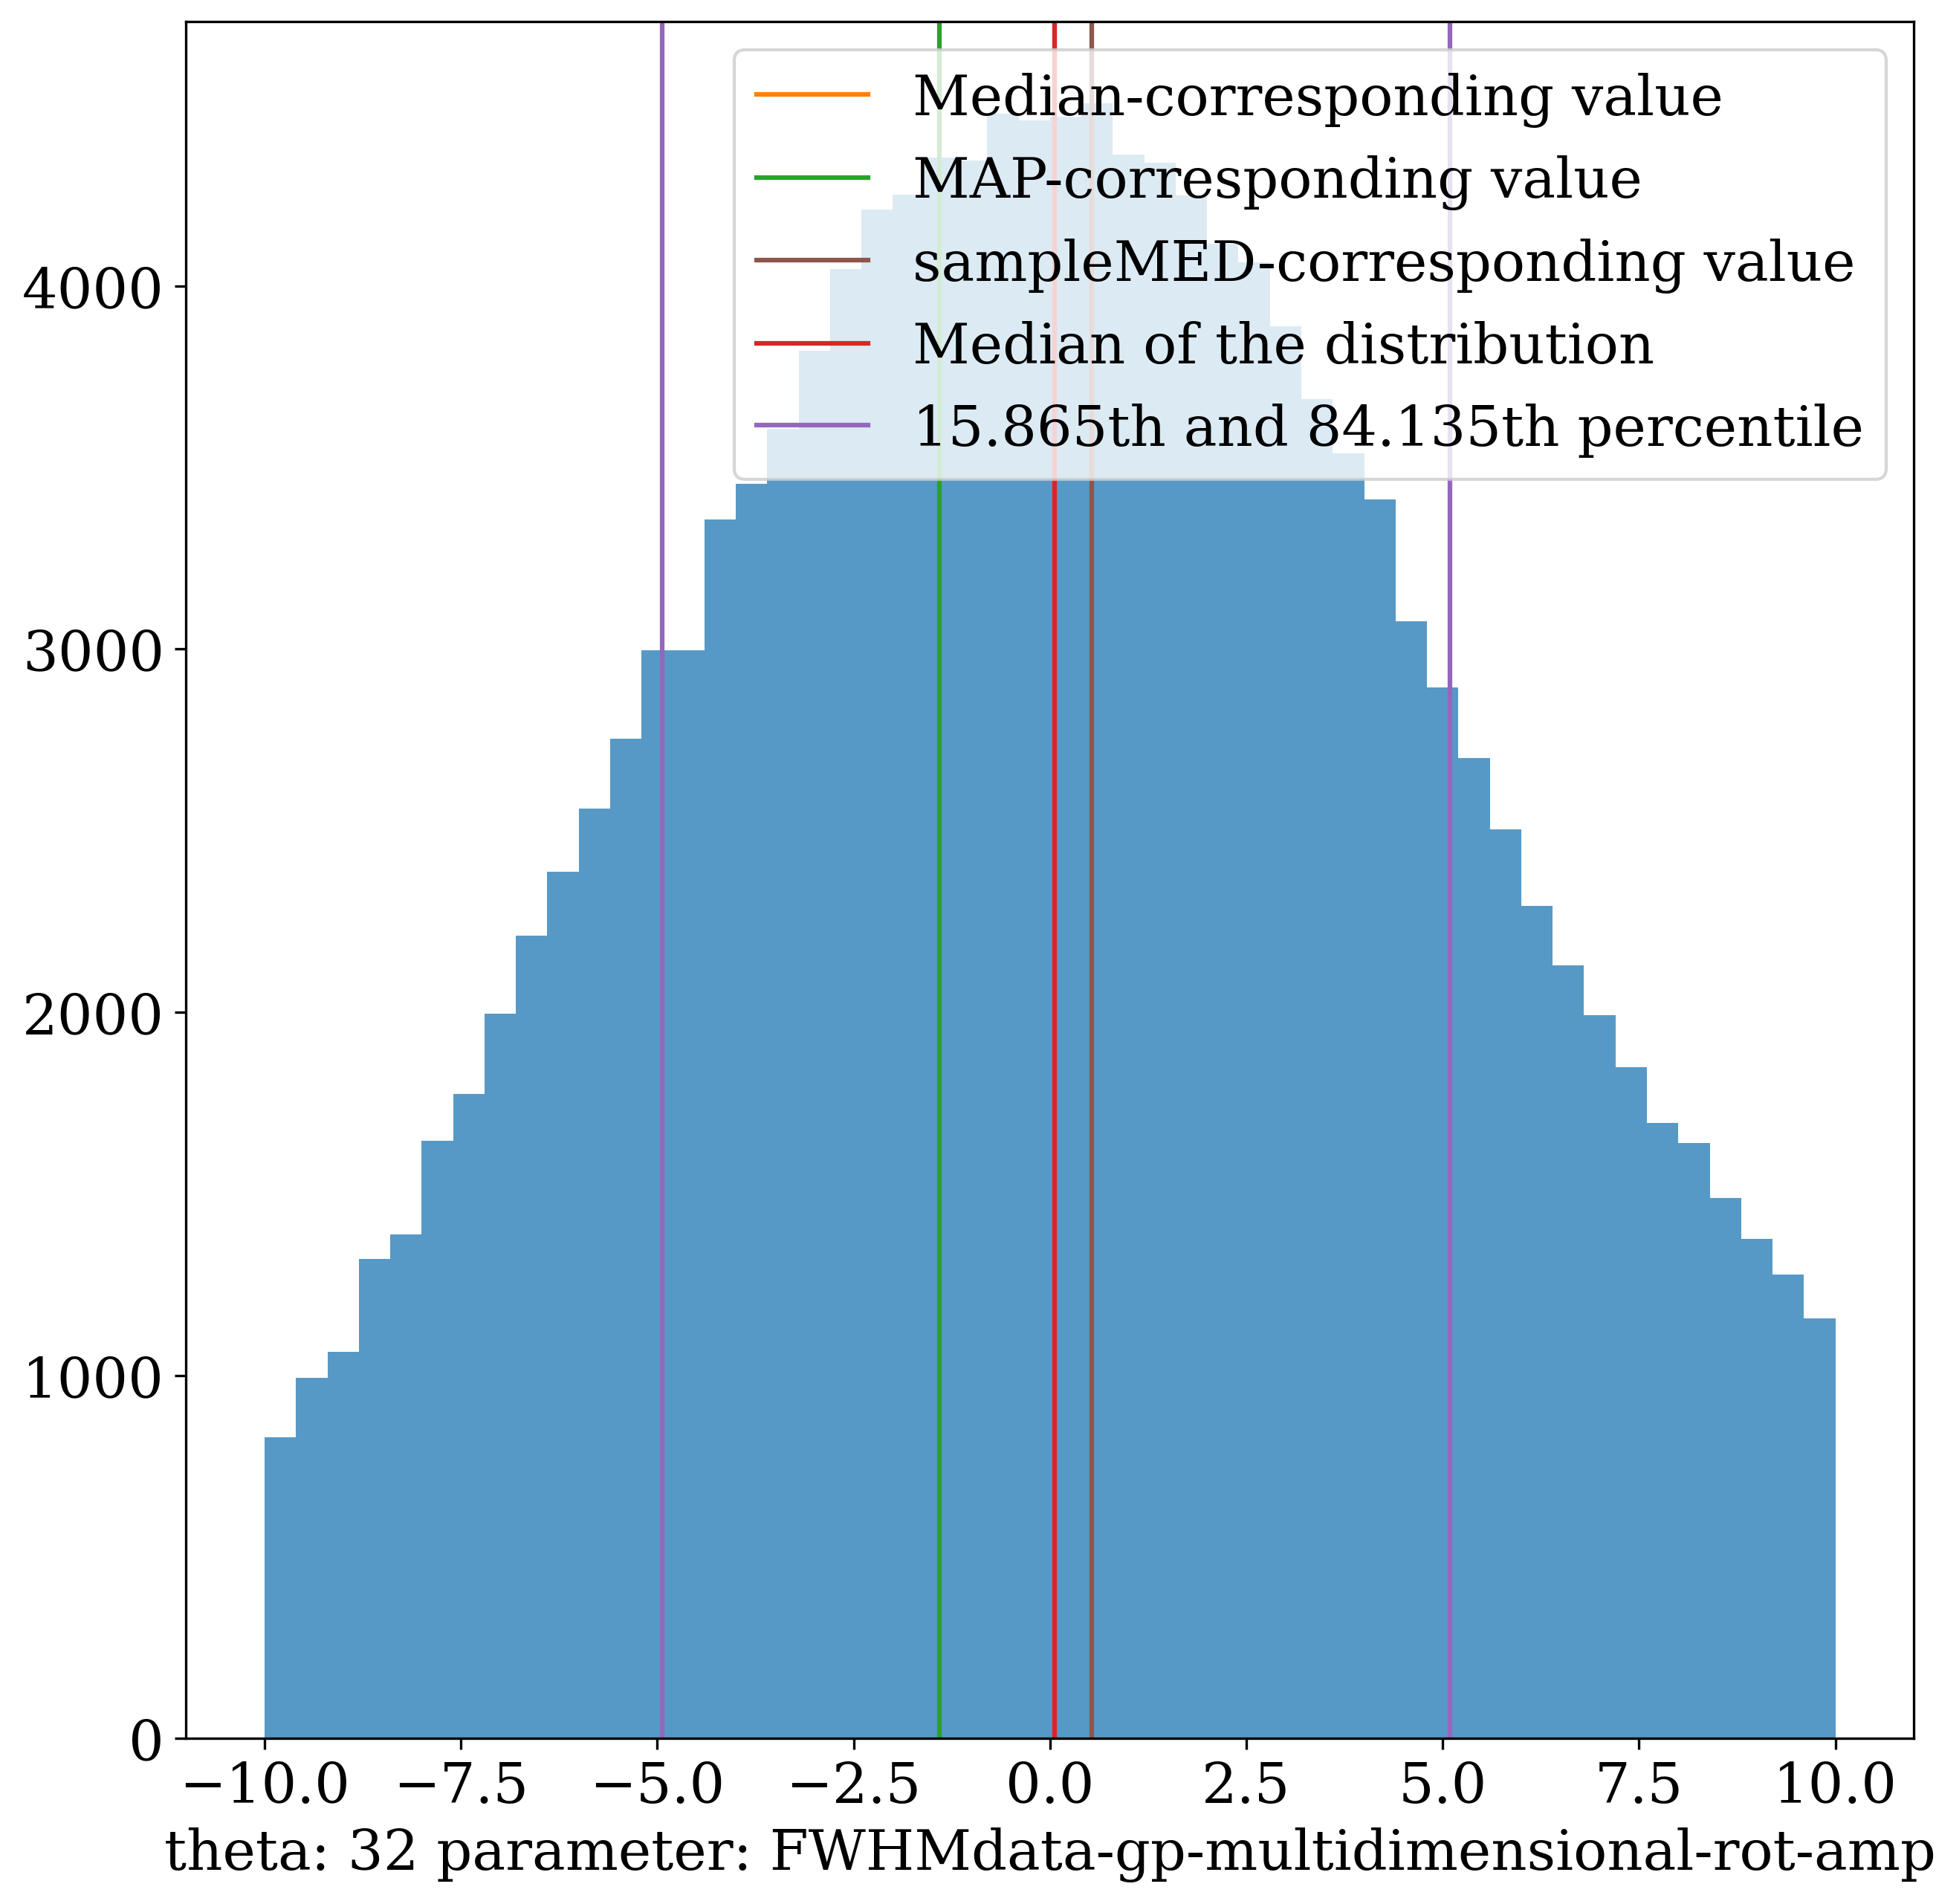 Median-corresponding value
MAP-corresponding value
sampleMED-corresponding value
Median of the distribution
15.865th and 84.135th percentile
4000
3000
2000
1000
0
−10.0 −7.5 −5.0 −2.5 0.0 2.5 5.0 7.5 10.0
theta: 32 parameter: FWHMdata-gp-multidimensional-rot-amp